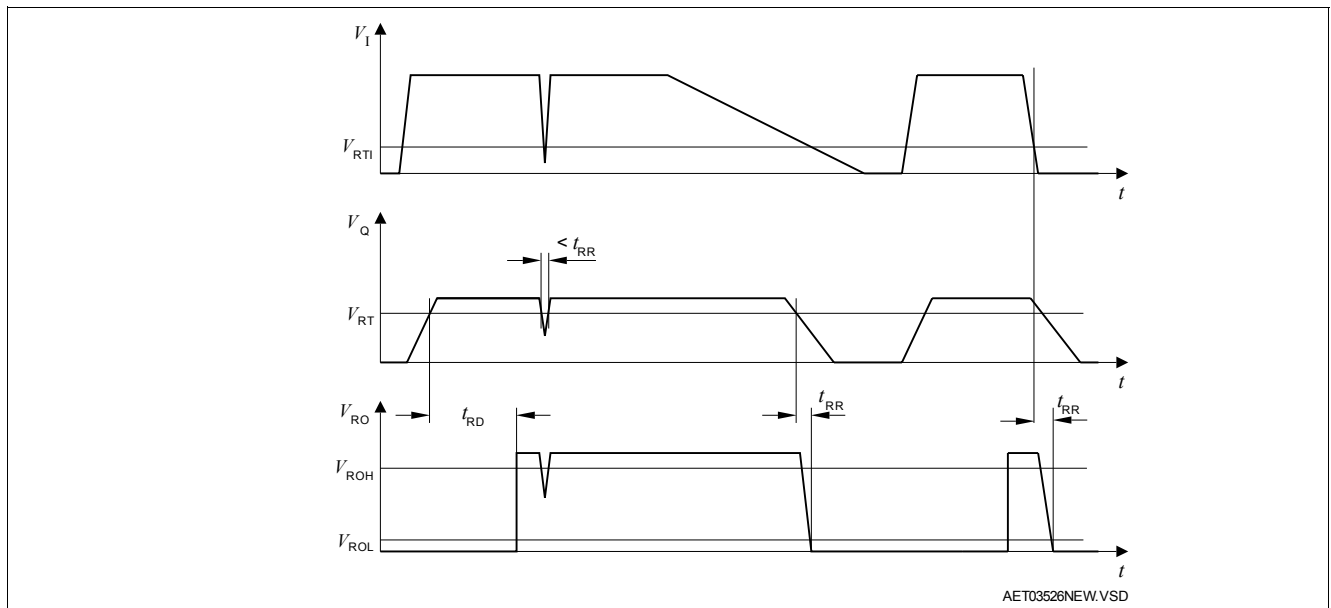 V_I
V_RTI
t
V_Q
< t_RR
V_RT
t
V_RO
t_RD
t_RR
t_RR
V_ROH
V_ROL
t
AET03526NEW.VSD